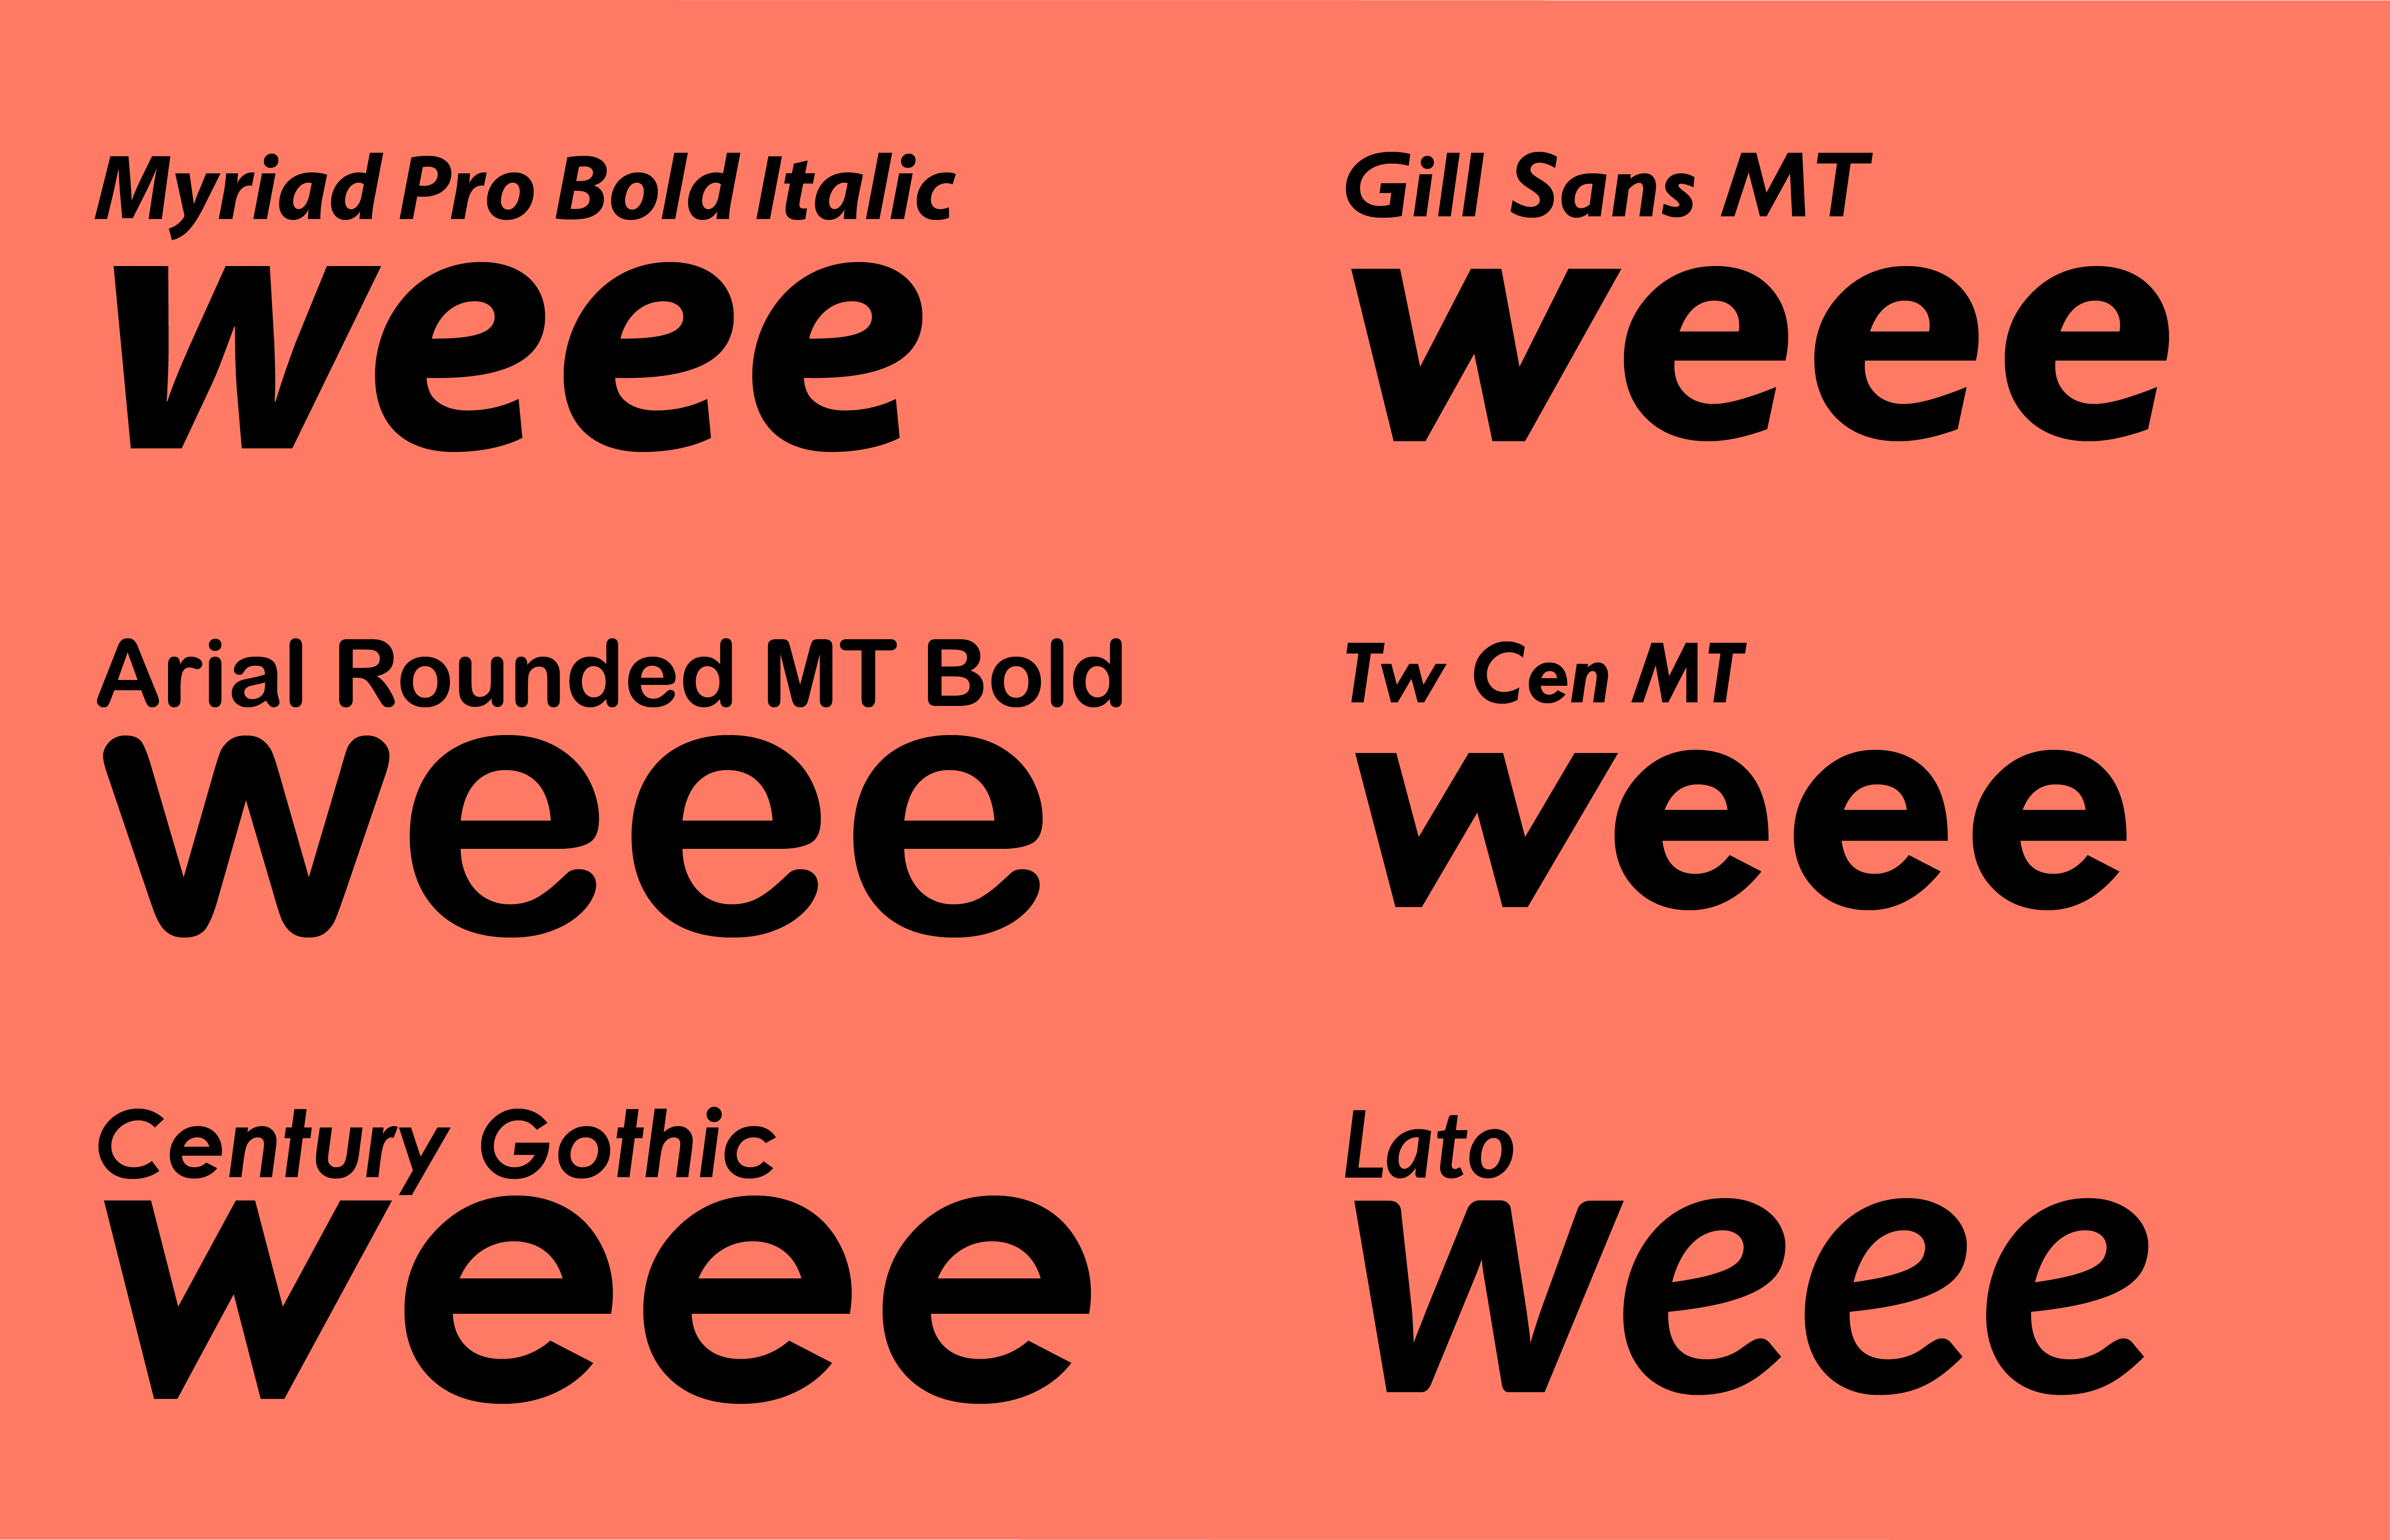 Myriad Pro Bold Italic
weee
Gill Sans MT
weee
Arial Rounded MT Bold
weee
Tw Cen MT
weee
Century Gothic
weee
Lato
weee